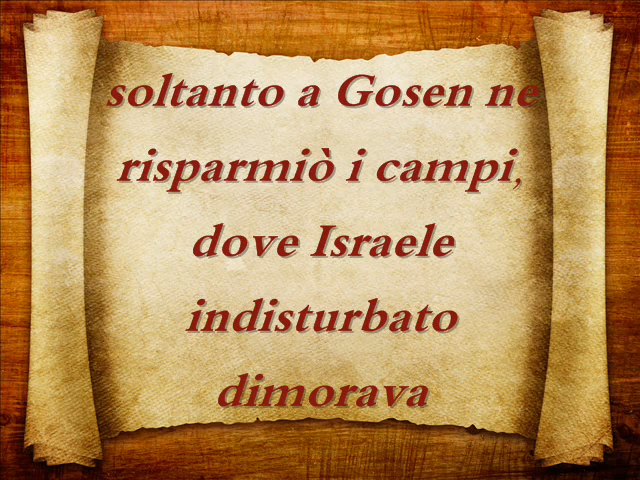 soltanto a Gosen ne
risparmiò i campi,
dove Israele
indisturbato
dimorava